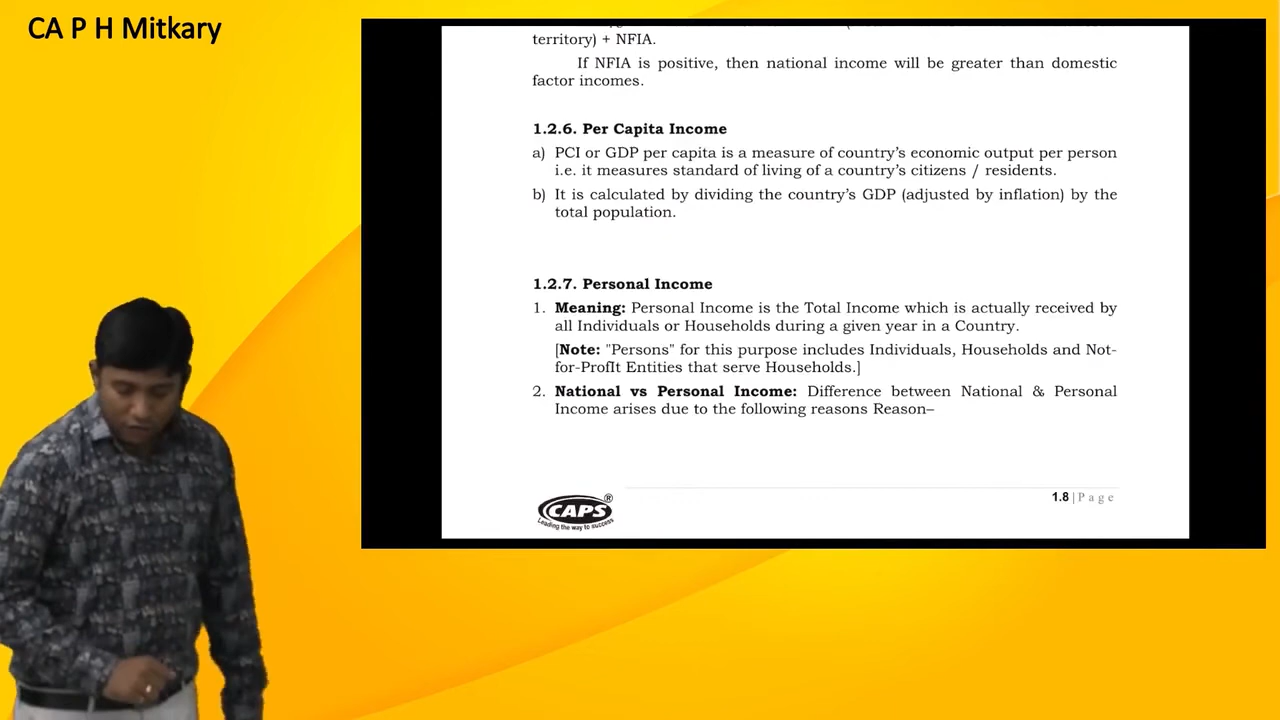 CA P H Mitkary
territory) + NFIA.
If NFIA is positive, then national income will be greater than domestic
factor incomes.
1.2.6. Per Capita Income
a) PCI or GDP per capita is a measure of country's economic output per person
i.e. it measures standard of living of a country's citizens / residents.
b) It is calculated by dividing the country's GDP (adjusted by inflation) by the
total population.
1.2.7. Personal Income
1. Meaning: Personal Income is the Total Income which is actually received by
all Individuals or Households during a given year in a Country.
[Note: "Persons" for this purpose includes Individuals, Households and Not-
for-ProfIt Entities that serve Households.]
2. National vs Personal Income: Difference between National & Personal
Income arises due to the following reasons Reason–
CAPS®
Leading the way to success
1.8 | Page